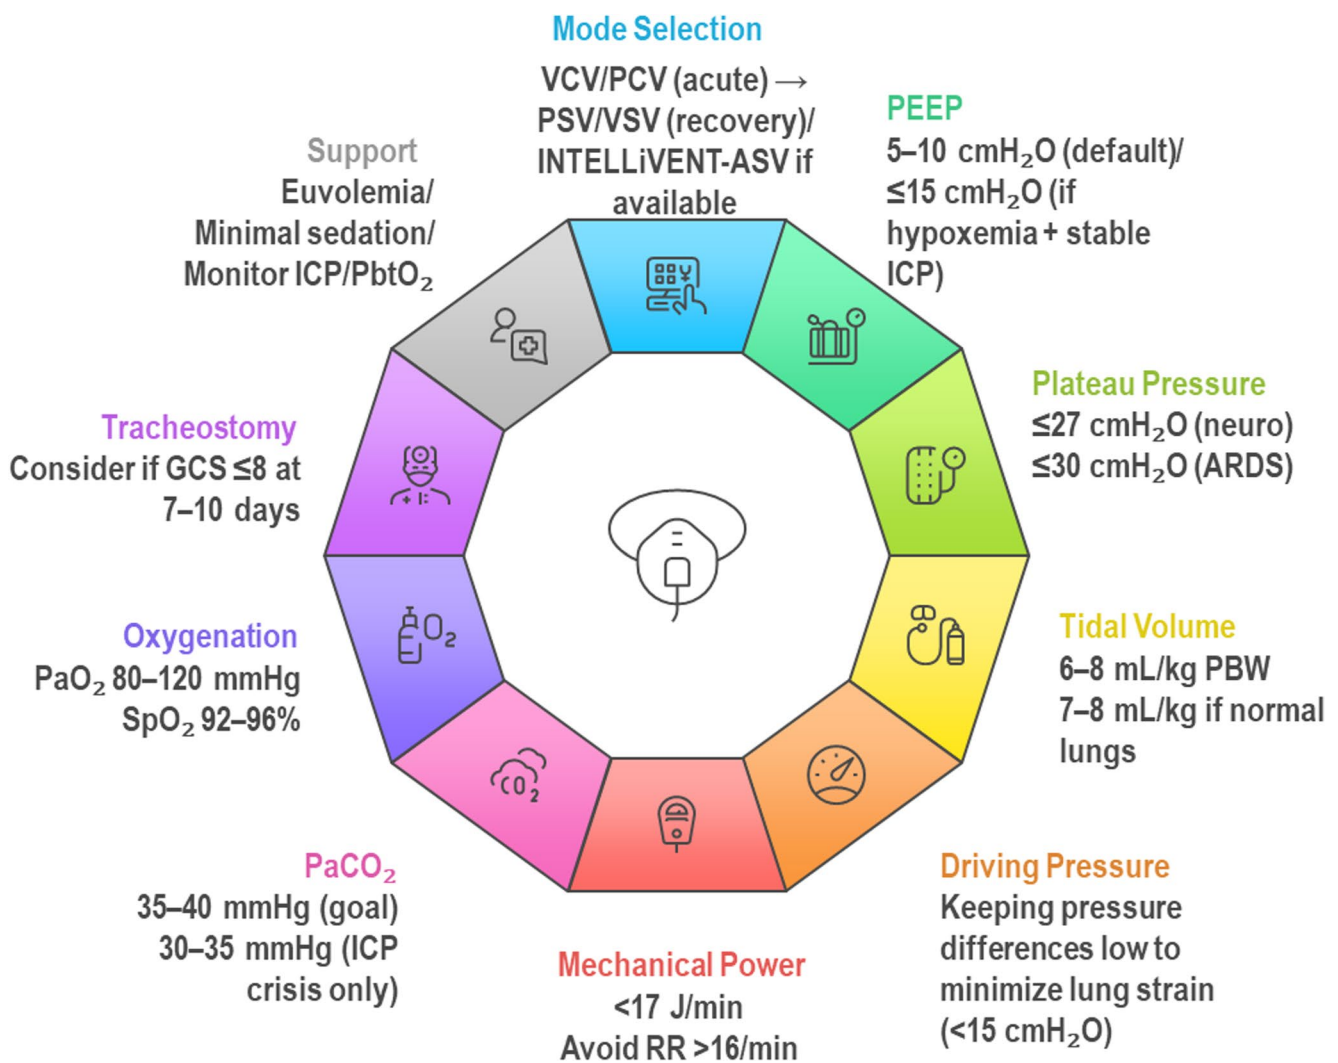 Mode Selection
VCV/PCV (acute) →
PSV/VSV (recovery)/
INTELLiVENT-ASV if
available
PEEP
5–10 cmH₂O (default)/
≤15 cmH₂O (if
hypoxemia + stable
ICP)
Plateau Pressure
≤27 cmH₂O (neuro)
≤30 cmH₂O (ARDS)
Tidal Volume
6–8 mL/kg PBW
7–8 mL/kg if normal
lungs
Driving Pressure
Keeping pressure
differences low to
minimize lung strain
(<15 cmH₂O)
Mechanical Power
<17 J/min
Avoid RR >16/min
PaCO₂
35–40 mmHg (goal)
30–35 mmHg (ICP
crisis only)
CO₂
Oxygenation
PaO₂ 80–120 mmHg
SpO₂ 92–96%
O₂
Tracheostomy
Consider if GCS ≤8 at
7–10 days
Support
Euvolemia/
Minimal sedation/
Monitor ICP/PbtO₂